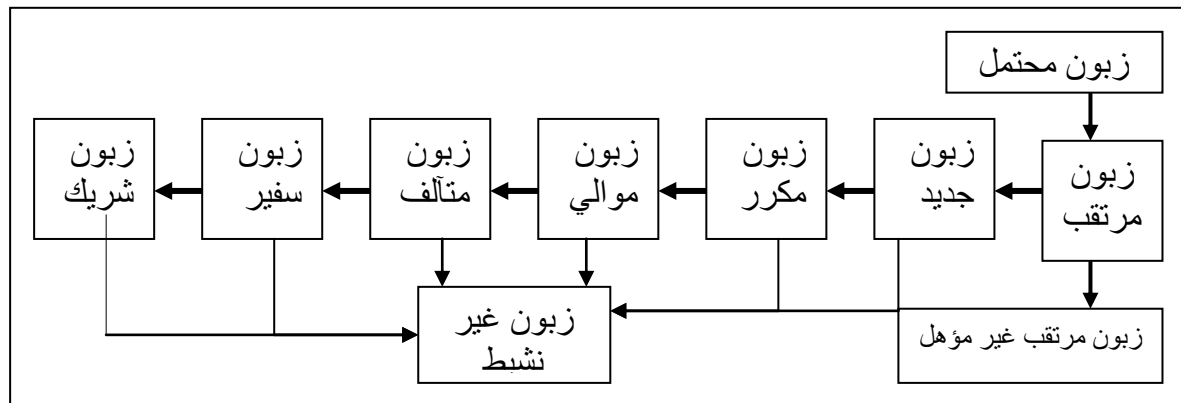 زبون محتمل
زبون
مرتقب
زبون
جديد
زبون
مكرر
زبون
موالي
زبون
متآلف
زبون
سفير
زبون
شريك
زبون مرتقب غير مؤهل
زبون غير
نشبط